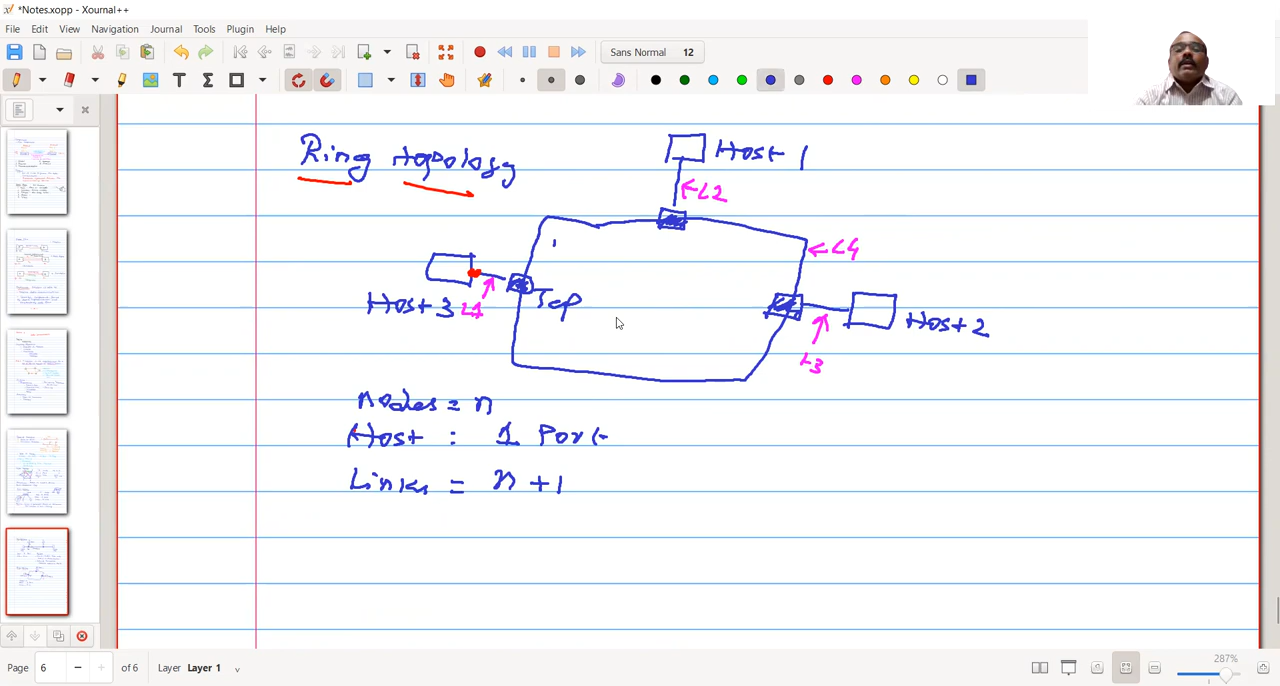 *Notes.xopp - Xournal++
File Edit View Navigation Journal Tools Plugin Help
Sans Normal 12
Ring topology
Host 1
L2
L4
Host 3
L1
Tap
Host 2
L3
Nodes = n
Host : 1 Port
Links = n + 1
Page 6 of 6 Layer Layer 1
287%